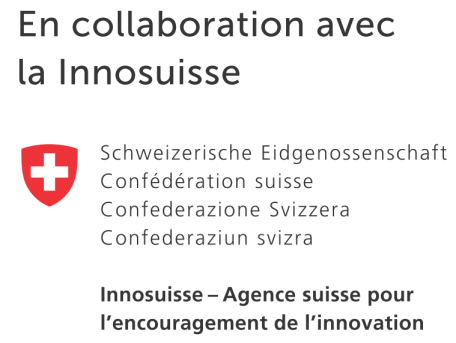 En collaboration avec
la Innosuisse
Schweizerische Eidgenossenschaft
Confédération suisse
Confederazione Svizzera
Confederaziun svizra
Innosuisse – Agence suisse pour
l’encouragement de l’innovation